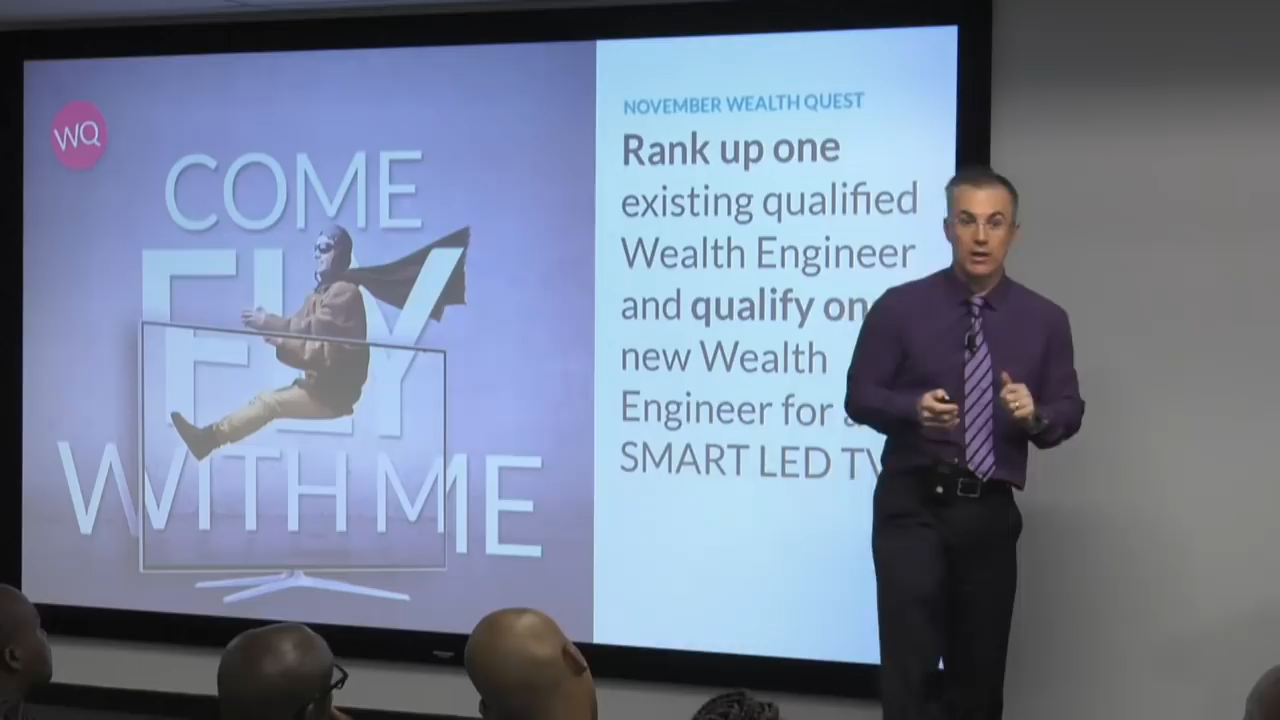 WQ
COME
FLY
WITH ME
NOVEMBER WEALTH QUEST
Rank up one
existing qualified
Wealth Engineer
and qualify
new Wealth
Engineer for
SMART LED TV